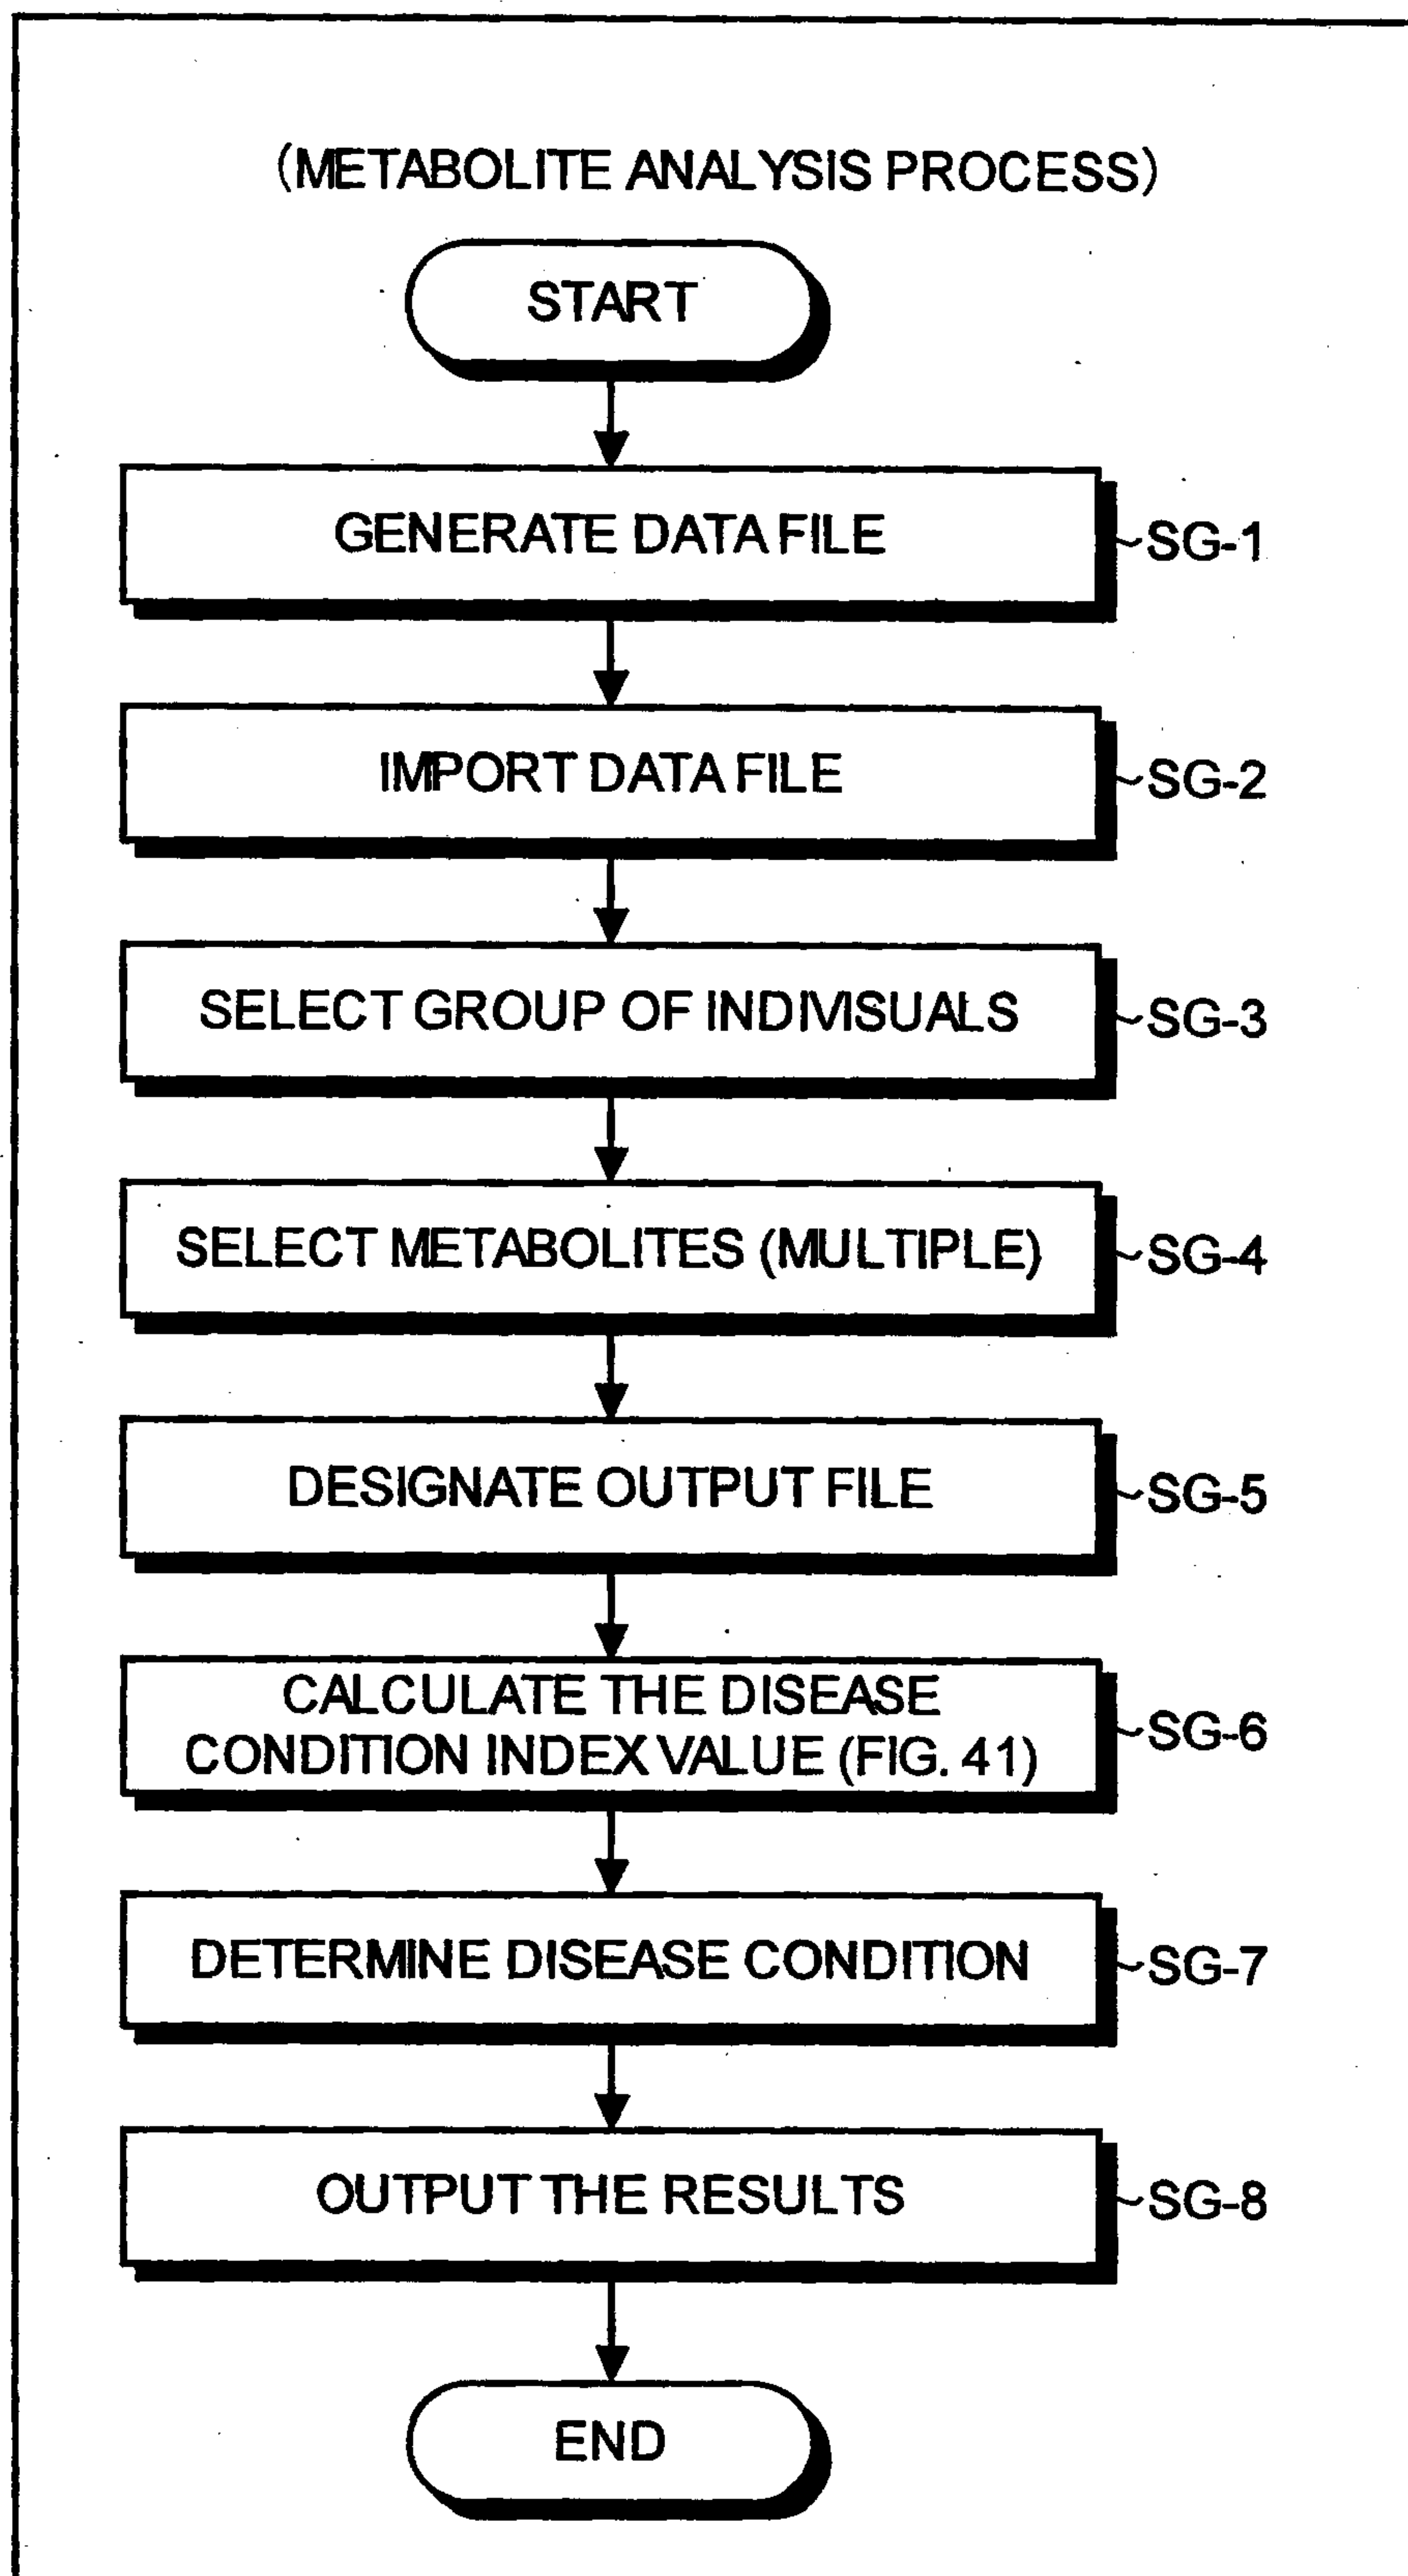 (METABOLITE ANALYSIS PROCESS)
START
GENERATE DATA FILE
SG-1
IMPORT DATA FILE
SG-2
SELECT GROUP OF INDIVISUALS
SG-3
SELECT METABOLITES (MULTIPLE)
SG-4
DESIGNATE OUTPUT FILE
SG-5
CALCULATE THE DISEASE
CONDITION INDEX VALUE (FIG. 41)
SG-6
DETERMINE DISEASE CONDITION
SG-7
OUTPUT THE RESULTS
SG-8
END